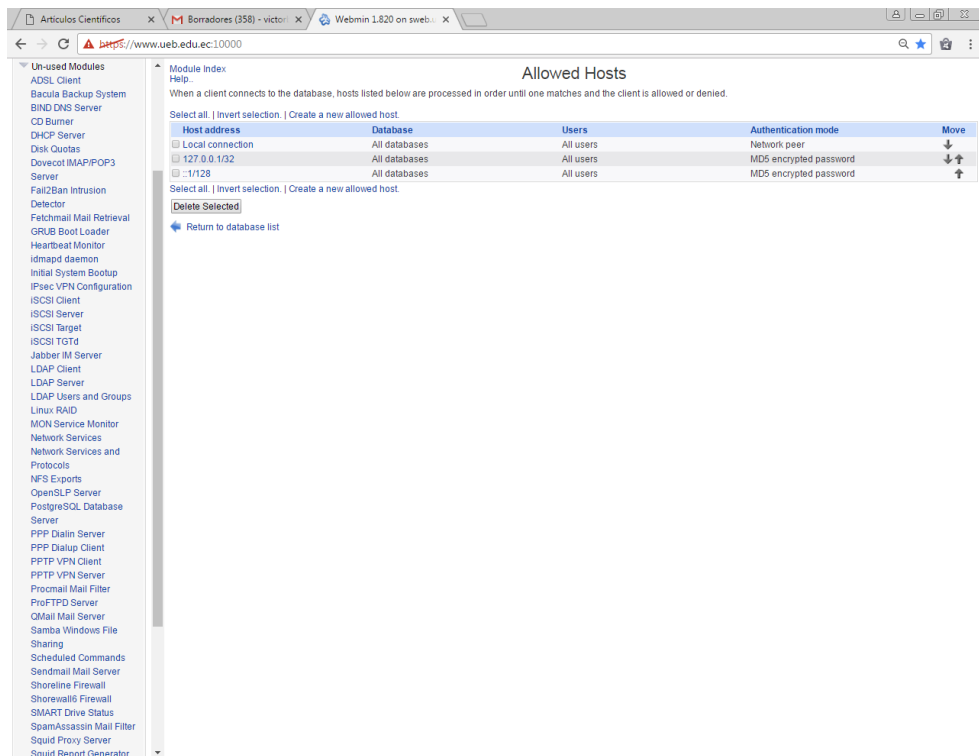 Artículos Científicos
Borradores (358) - victori
Webmin 1.820 on sweb.u
https://www.ueb.edu.ec:10000
Un-used Modules
ADSL Client
Bacula Backup System
BIND DNS Server
CD Burner
DHCP Server
Disk Quotas
Dovecot IMAP/POP3
Server
Fail2Ban Intrusion
Detector
Fetchmail Mail Retrieval
GRUB Boot Loader
Heartbeat Monitor
idmapd daemon
Initial System Bootup
IPsec VPN Configuration
iSCSI Client
iSCSI Server
iSCSI Target
iSCSI TGTd
Jabber IM Server
LDAP Client
LDAP Server
LDAP Users and Groups
Linux RAID
MON Service Monitor
Network Services
Network Services and
Protocols
NFS Exports
OpenSLP Server
PostgreSQL Database
Server
PPP Dialin Server
PPP Dialup Client
PPTP VPN Client
PPTP VPN Server
Procmail Mail Filter
ProFTPD Server
QMail Mail Server
Samba Windows File
Sharing
Scheduled Commands
Sendmail Mail Server
Shoreline Firewall
Shorewall6 Firewall
SMART Drive Status
SpamAssassin Mail Filter
Squid Proxy Server
Squid Report Generator
Module Index
Help..
Allowed Hosts
When a client connects to the database, hosts listed below are processed in order until one matches and the client is allowed or denied.
Select all. | Invert selection. | Create a new allowed host.
Host address Database Users Authentication mode Move
Local connection All databases All users Network peer
127.0.0.1/32 All databases All users MD5 encrypted password
::1/128 All databases All users MD5 encrypted password
Select all. | Invert selection. | Create a new allowed host.
Delete Selected
Return to database list